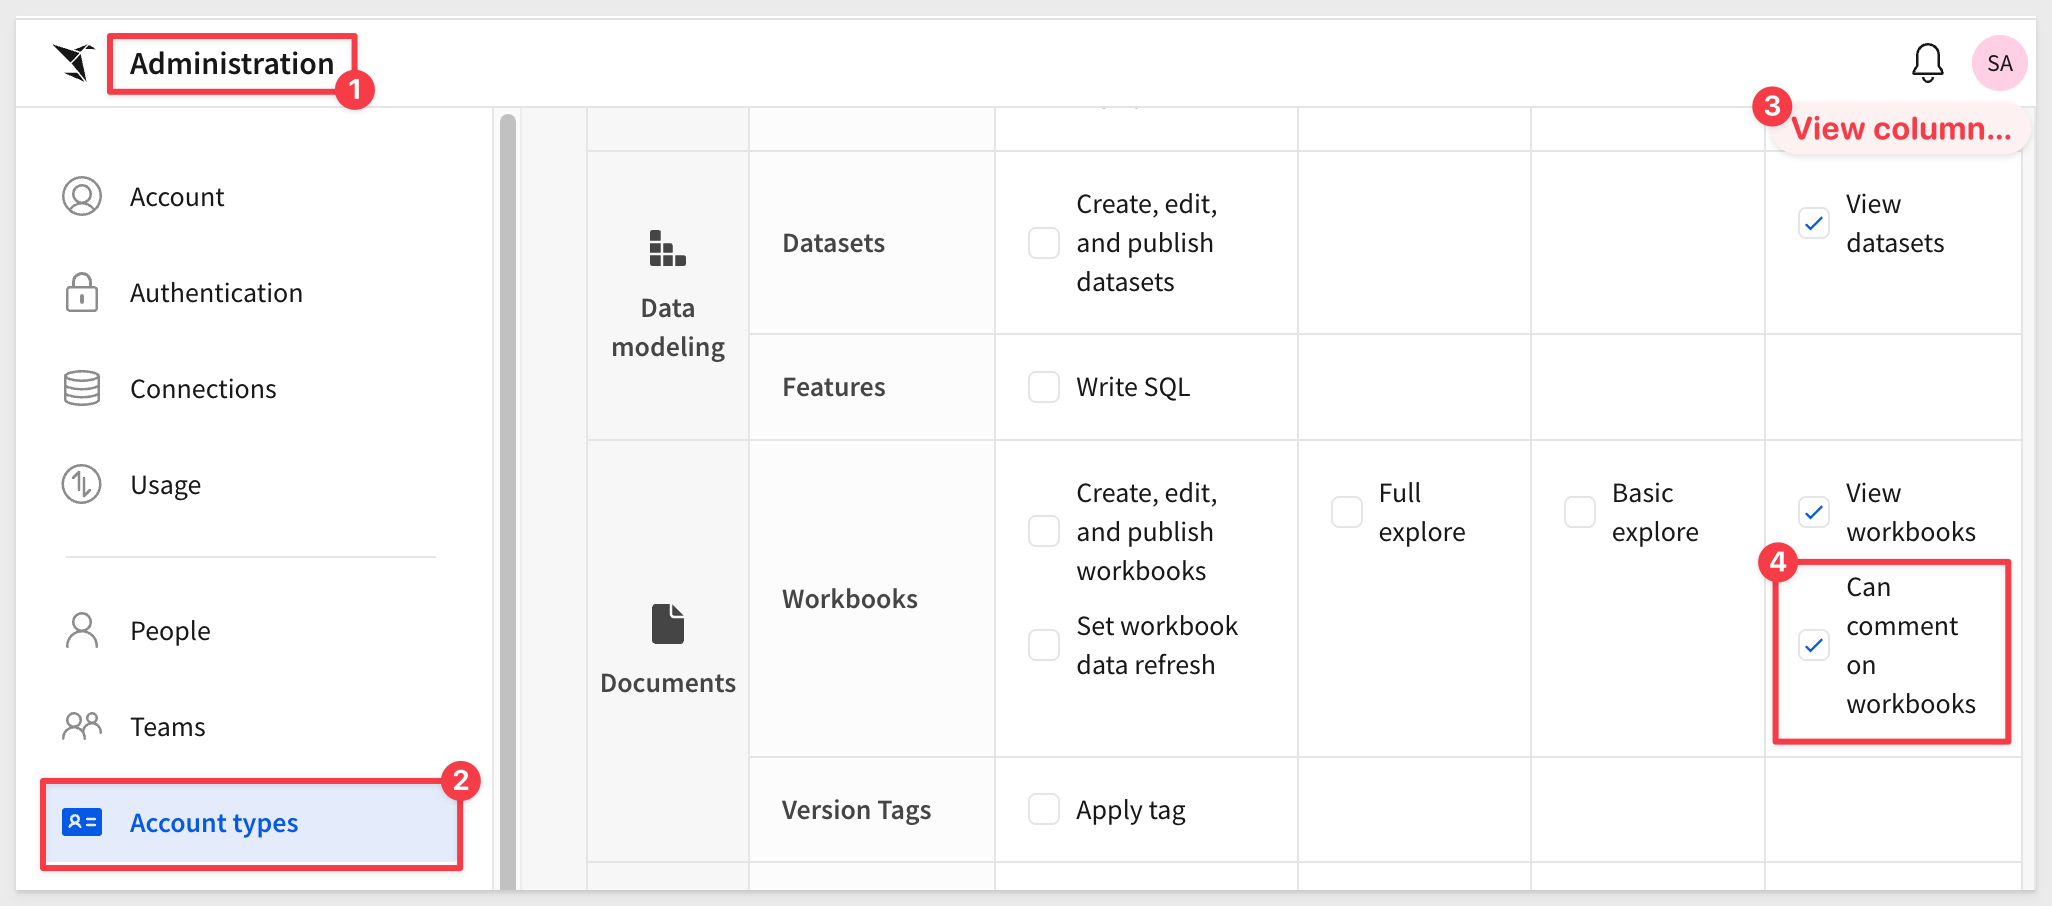 Administration
1
SA
3
View column...
Account
Authentication
Connections
Usage
People
Teams
2
Account types
Data
modeling
Datasets
Create, edit,
and publish
datasets
View
datasets
Features
Write SQL
Documents
Workbooks
Create, edit,
and publish
workbooks
Set workbook
data refresh
Full
explore
Basic
explore
View
workbooks
4
Can
comment
on
workbooks
Version Tags
Apply tag